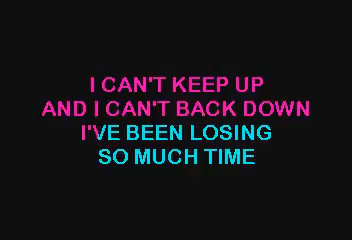 I CAN'T KEEP UP
AND I CAN'T BACK DOWN
I'VE BEEN LOSING
SO MUCH TIME